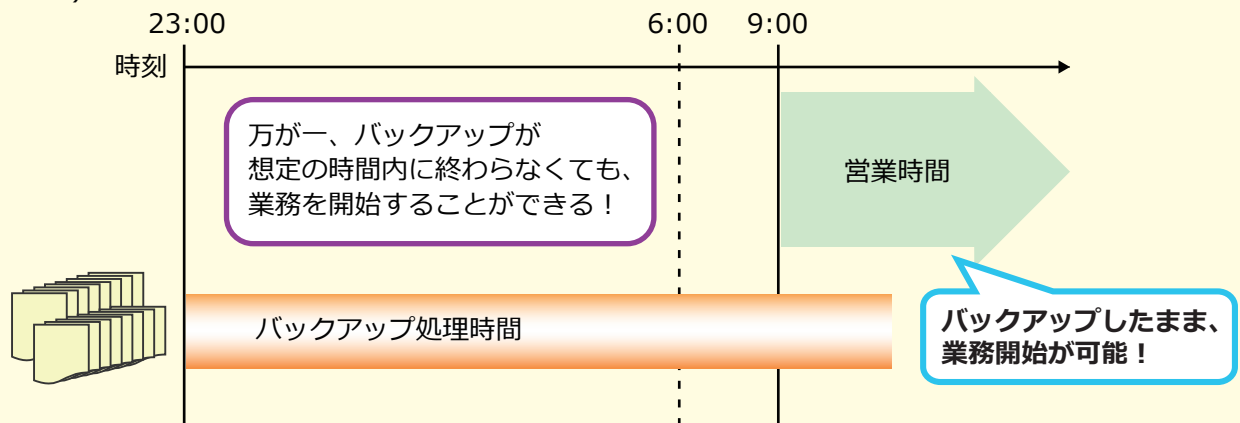 23:00
6:00
9:00
時刻
万が一、バックアップが
想定の時間内に終わらなくても、
業務を開始することができる！
営業時間
バックアップ処理時間
バックアップしたまま、
業務開始が可能！